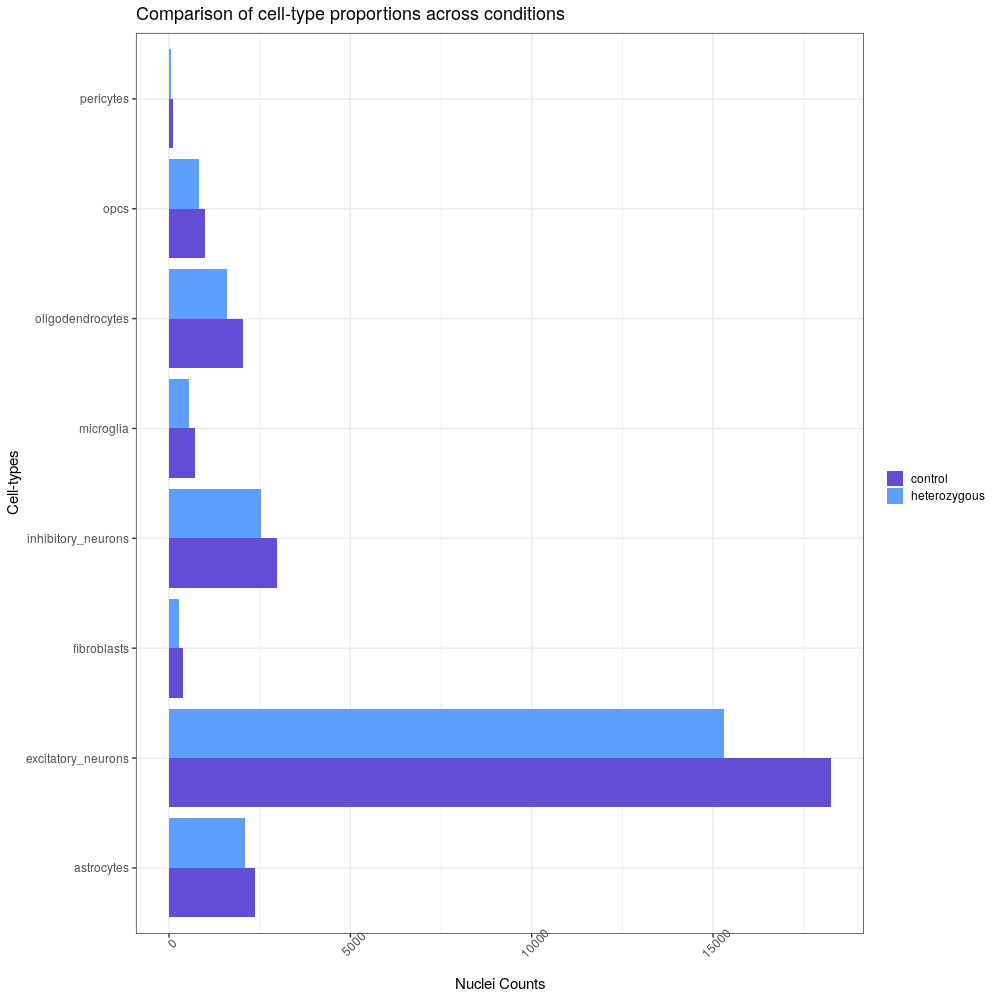 Comparison of cell-type proportions across conditions
pericytes
opcs
oligodendrocytes
microglia
inhibitory_neurons
fibroblasts
excitatory_neurons
astrocytes
Cell-types
0
5000
10000
15000
Nuclei Counts
control
heterozygous